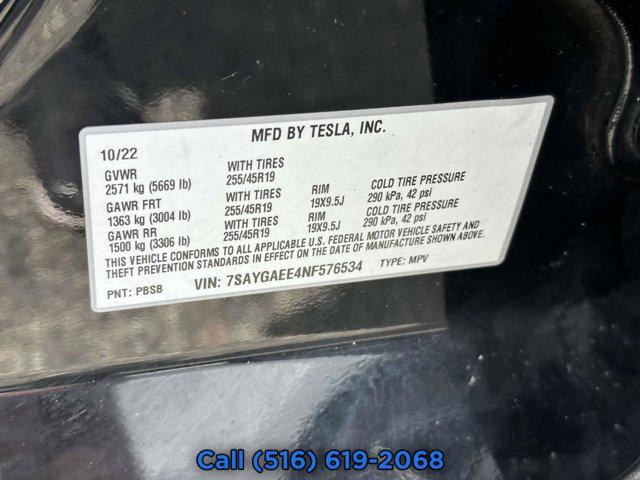 MFD BY TESLA, INC.
10/22
GVWR WITH TIRES
2571 kg (5669 lb) 255/45R19
GAWR FRT WITH TIRES RIM COLD TIRE PRESSURE
1363 kg (3004 lb) 255/45R19 19X9.5J 290 kPa, 42 psi
GAWR RR WITH TIRES RIM COLD TIRE PRESSURE
1500 kg (3306 lb) 255/45R19 19X9.5J 290 kPa, 42 psi
THIS VEHICLE CONFORMS TO ALL APPLICABLE U.S. FEDERAL MOTOR VEHICLE SAFETY AND
THEFT PREVENTION STANDARDS IN EFFECT ON THE DATE OF MANUFACTURE SHOWN ABOVE.
PNT: PBSB VIN: 7SAYGAEE4NF576534 TYPE: MPV
Call (516) 619-2068